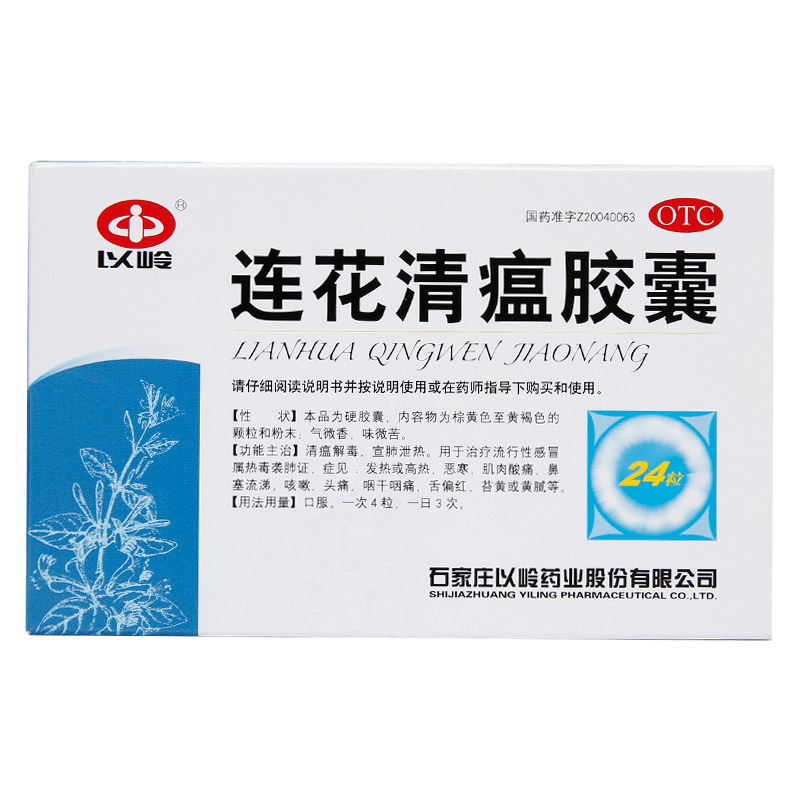 ®
以岭
国药准字Z20040063
OTC
连花清瘟胶囊
LIANHUA QINGWEN JIAONANG
请仔细阅读说明书并按说明使用或在药师指导下购买和使用。
【性 状】本品为硬胶囊，内容物为棕黄色至黄褐色的
颗粒和粉末；气微香，味微苦。
【功能主治】清瘟解毒，宣肺泄热。用于治疗流行性感冒
属热毒袭肺证，症见：发热或高热，恶寒，肌肉酸痛，鼻
塞流涕，咳嗽，头痛，咽干咽痛，舌偏红，苔黄或黄腻等。
【用法用量】口服。一次4粒，一日3次。
24粒
石家庄以岭药业股份有限公司
SHIJIAZHUANG YILING PHARMACEUTICAL CO.,LTD.